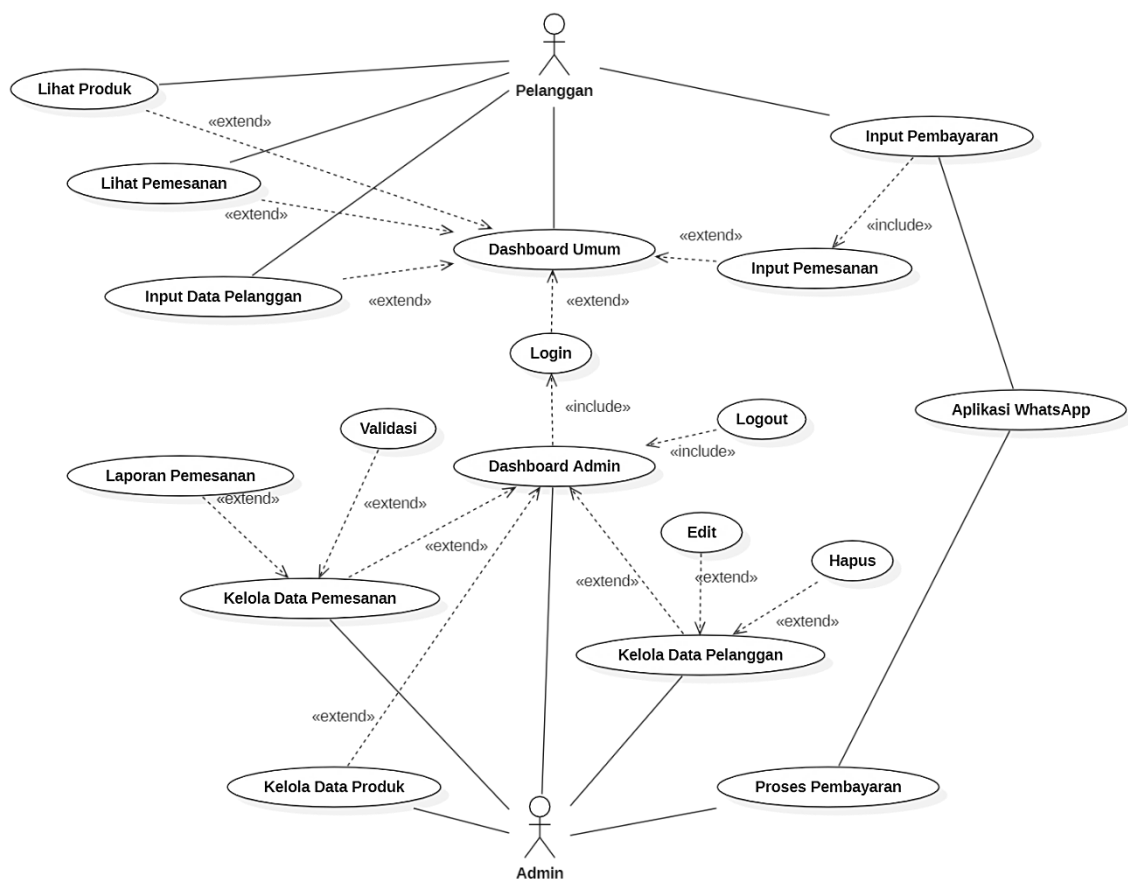 Pelanggan
Lihat Produk
«extend»
Input Pembayaran
Lihat Pemesanan
«extend»
«include»
Dashboard Umum
«extend»
Input Pemesanan
Input Data Pelanggan
«extend»
«extend»
Login
«include»
Aplikasi WhatsApp
Logout
Validasi
«include»
Laporan Pemesanan
Dashboard Admin
«extend»
«extend»
«extend»
Edit
Hapus
«extend»
«extend»
«extend»
Kelola Data Pemesanan
Kelola Data Pelanggan
«extend»
Kelola Data Produk
Proses Pembayaran
Admin